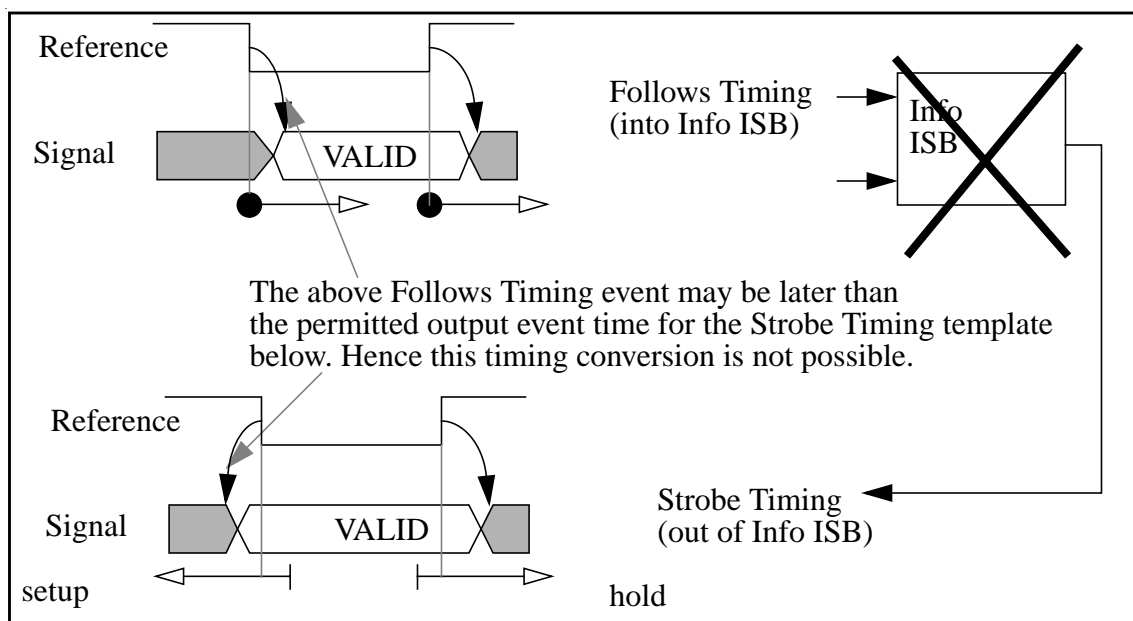 Reference
Signal
VALID
Follows Timing
(into Info ISB)
Info
ISB
The above Follows Timing event may be later than
the permitted output event time for the Strobe Timing template
below. Hence this timing conversion is not possible.
Reference
Signal
VALID
Strobe Timing
(out of Info ISB)
setup
hold